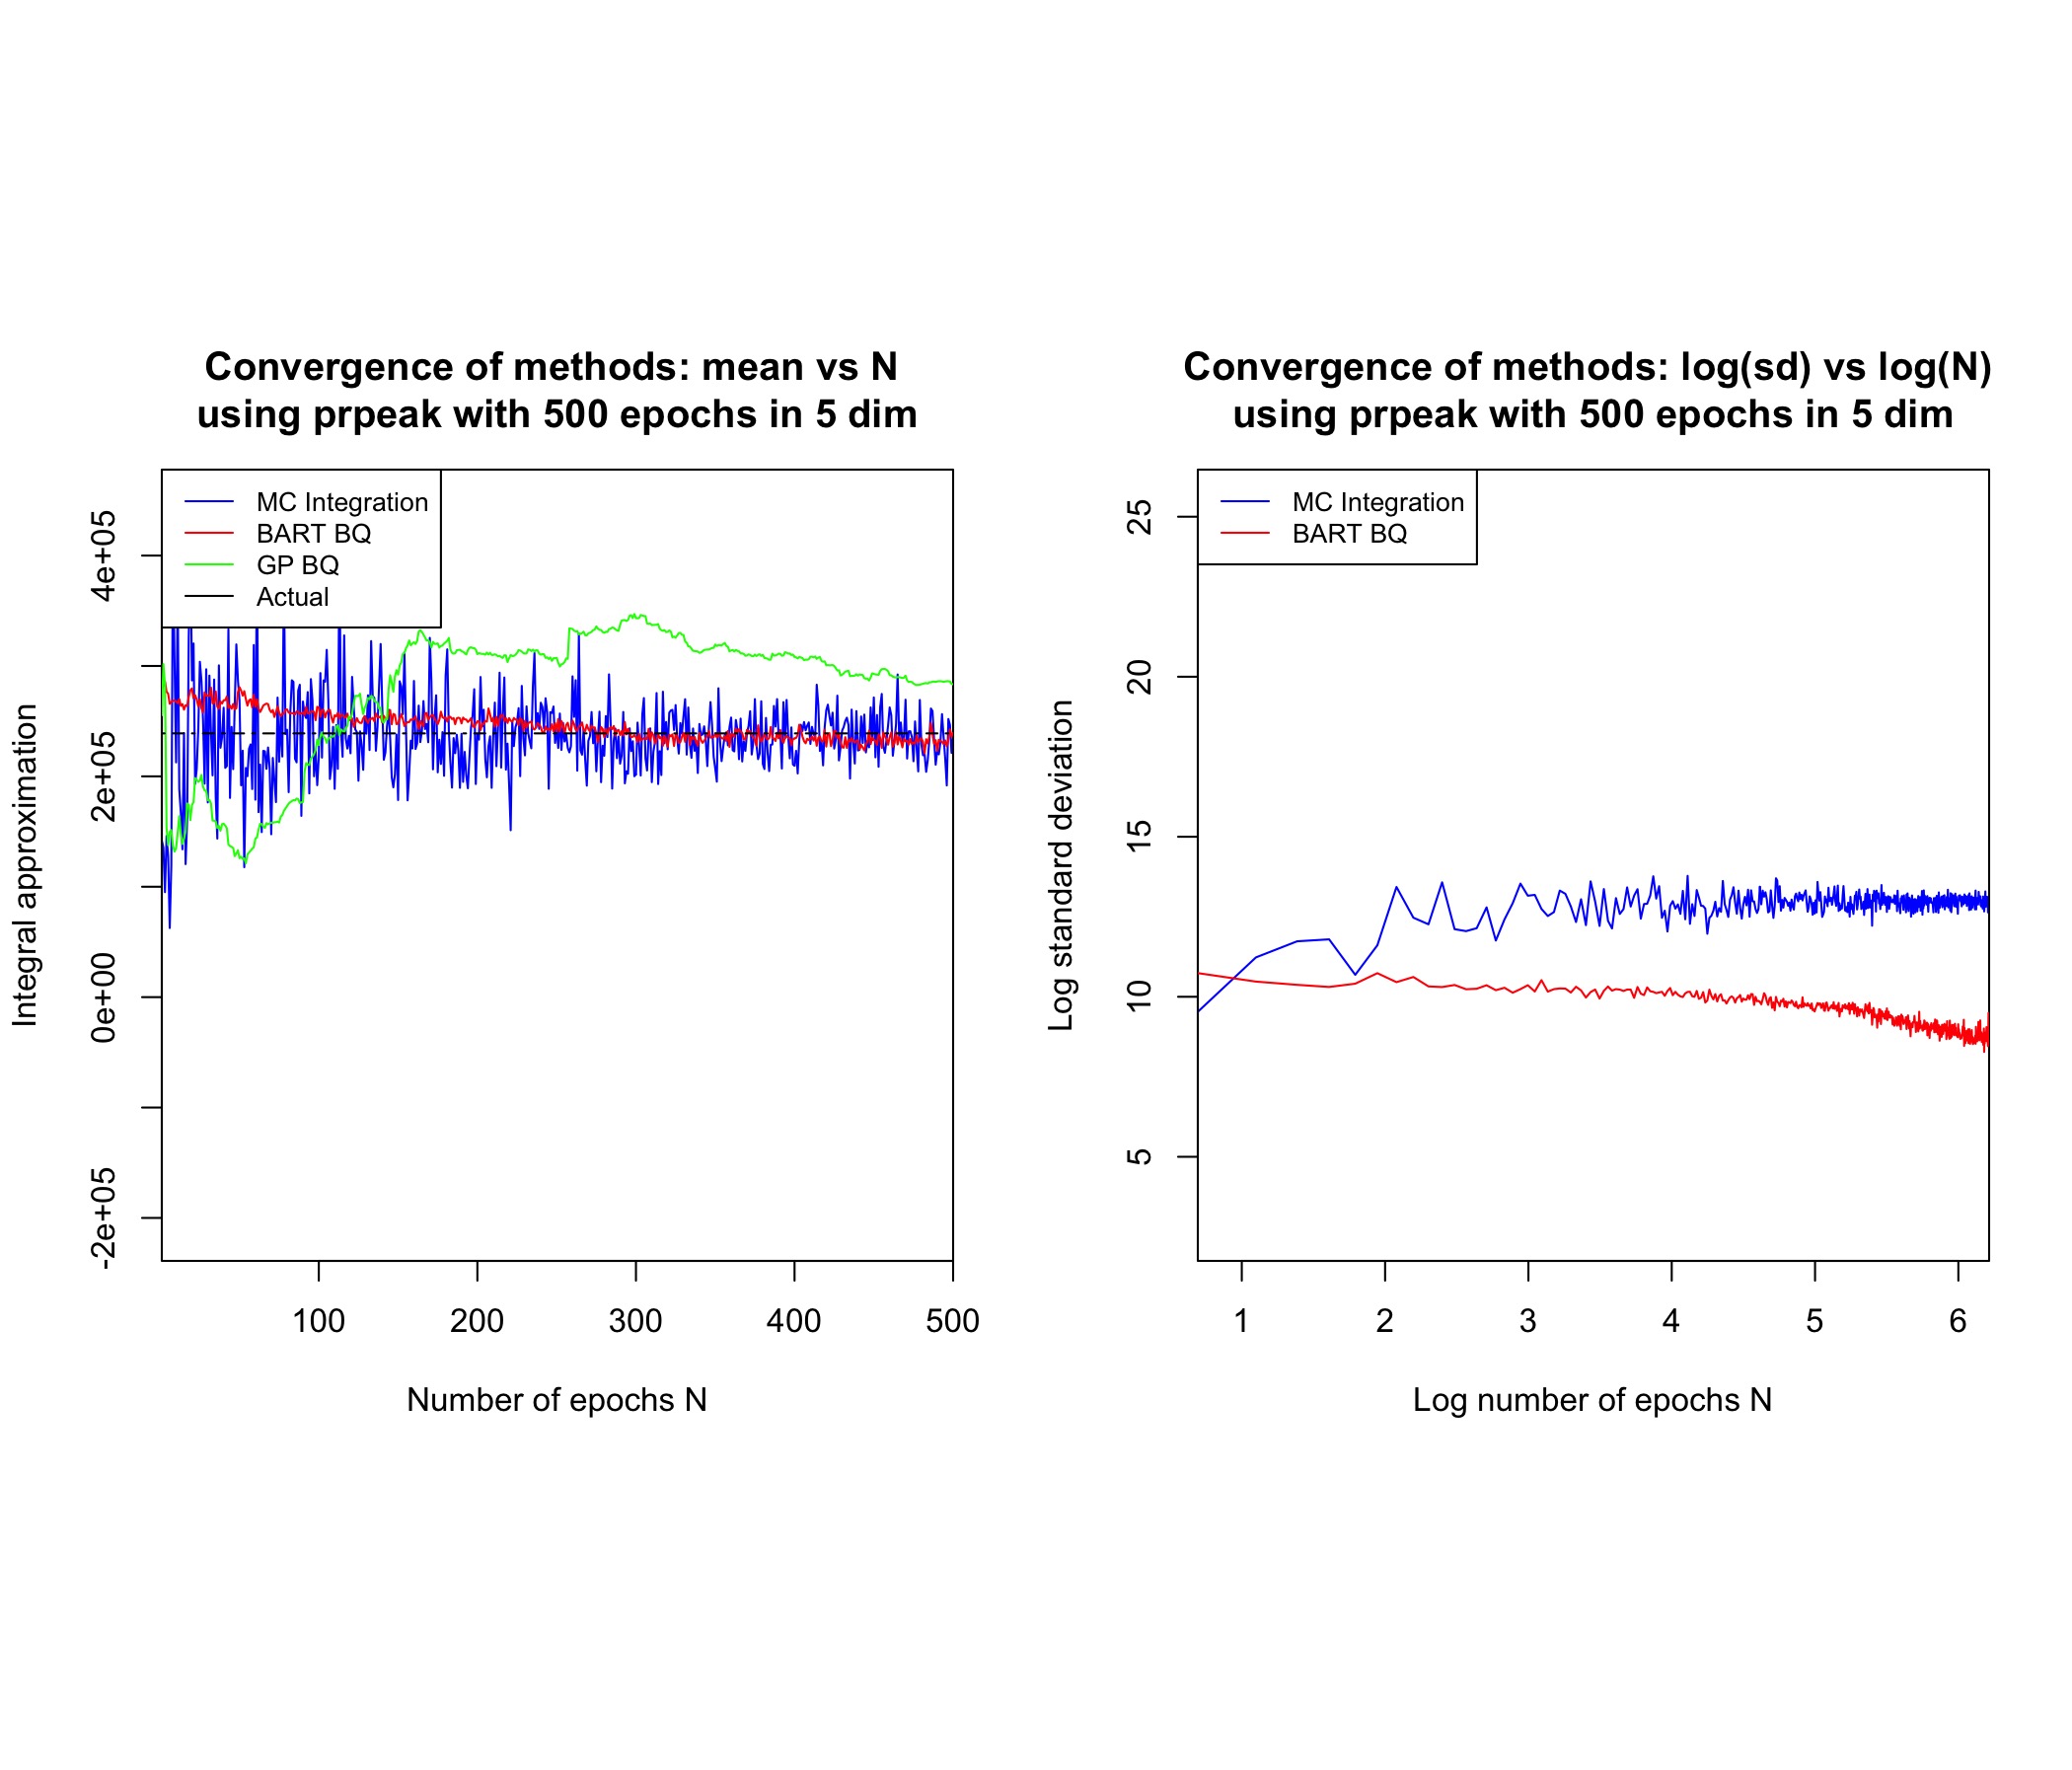 Convergence of methods: mean vs N
using prpeak with 500 epochs in 5 dim
MC Integration
BART BQ
GP BQ
Actual
Integral approximation
4e+05
2e+05
0e+00
-2e+05
100 200 300 400 500
Number of epochs N
Convergence of methods: log(sd) vs log(N)
using prpeak with 500 epochs in 5 dim
MC Integration
BART BQ
Log standard deviation
25
20
15
10
5
1 2 3 4 5 6
Log number of epochs N